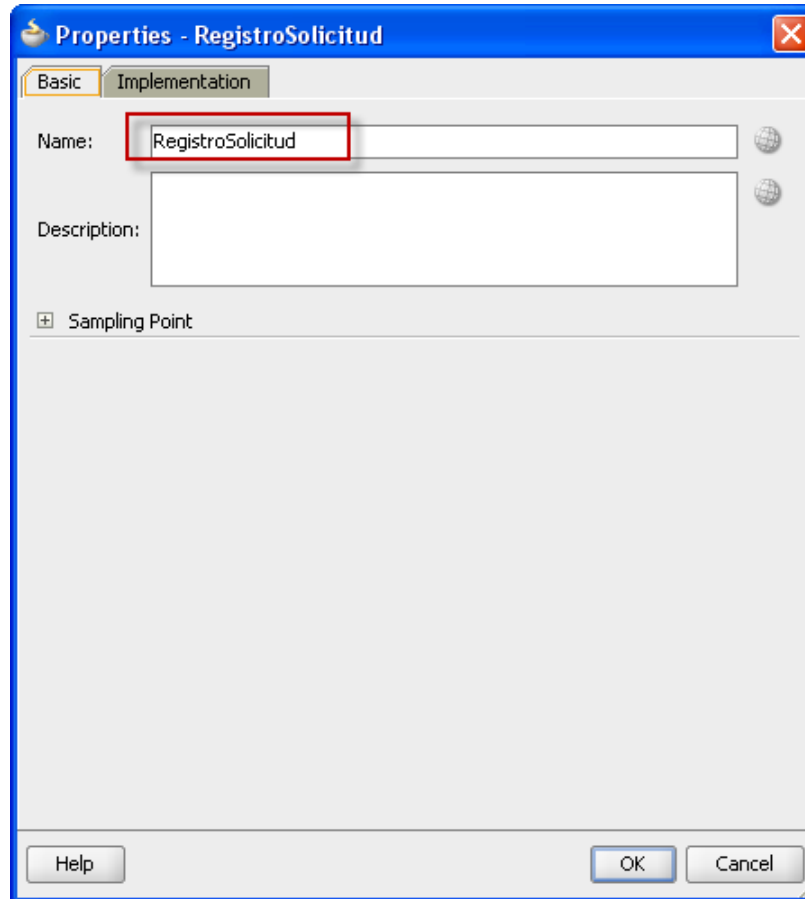 Properties - RegistroSolicitud
Basic Implementation
Name: RegistroSolicitud
Description:
Sampling Point
Help OK Cancel